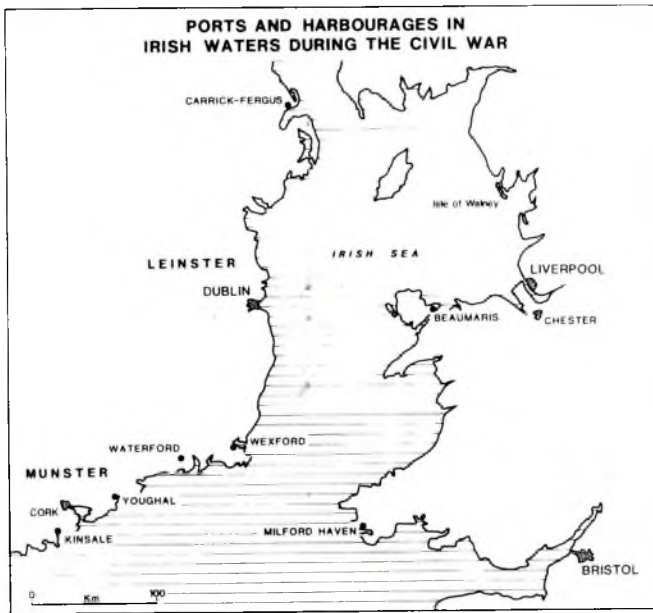 PORTS AND HARBOURAGES IN
IRISH WATERS DURING THE CIVIL WAR
CARRICK-FERGUS
Isle of Walney
IRISH SEA
LEINSTER
LIVERPOOL
DUBLIN
BEAUMARIS
CHESTER
WEXFORD
WATERFORD
MUNSTER
YOUGHAL
CORK
MILFORD HAVEN
KINSALE
BRISTOL
0 Km 100